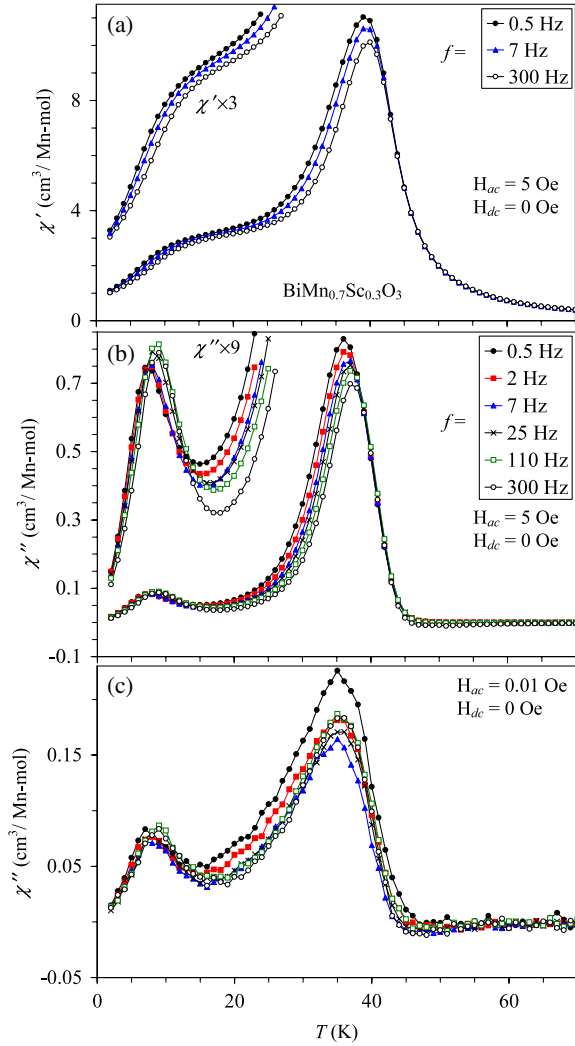 (a)
χ′×3
f =
0.5 Hz
7 Hz
300 Hz
H_ac = 5 Oe
H_dc = 0 Oe
BiMn₀.₇Sc₀.₃O₃
χ′ (cm³/ Mn-mol)
8
4
0
(b)
χ″×9
f =
0.5 Hz
2 Hz
7 Hz
25 Hz
110 Hz
300 Hz
H_ac = 5 Oe
H_dc = 0 Oe
χ″ (cm³/ Mn-mol)
0.7
0.5
0.3
0.1
-0.1
(c)
H_ac = 0.01 Oe
H_dc = 0 Oe
χ″ (cm³/ Mn-mol)
0.15
0.05
-0.05
0 20 40 60
T (K)